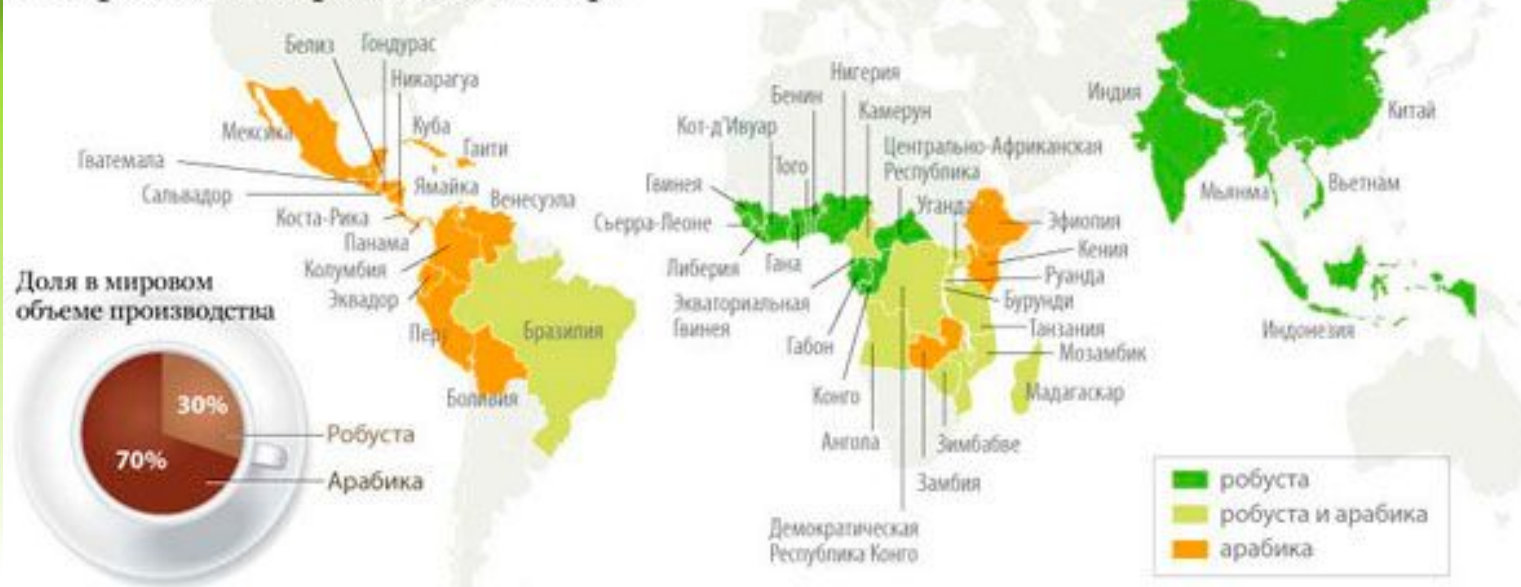 Белиз
Гондурас
Никарагуа
Мексика
Куба
Гаити
Гватемала
Ямайка
Сальвадор
Венесуэла
Коста-Рика
Панама
Колумбия
Эквадор
Перу
Бразилия
Боливия
Нигерия
Бенин
Камерун
Кот-д'Ивуар
Того
Центрально-Африканская
Республика
Гвинея
Уганда
Сьерра-Леоне
Эфиопия
Либерия
Гана
Кения
Руанда
Экваториальная
Гвинея
Бурунди
Танзания
Габон
Мозамбик
Конго
Мадагаскар
Ангола
Зимбабве
Замбия
Демократическая
Республика Конго
Индия
Китай
Мьянма
Вьетнам
Индонезия
Доля в мировом
объеме производства
30%
70%
Робуста
Арабика
робуста
робуста и арабика
арабика